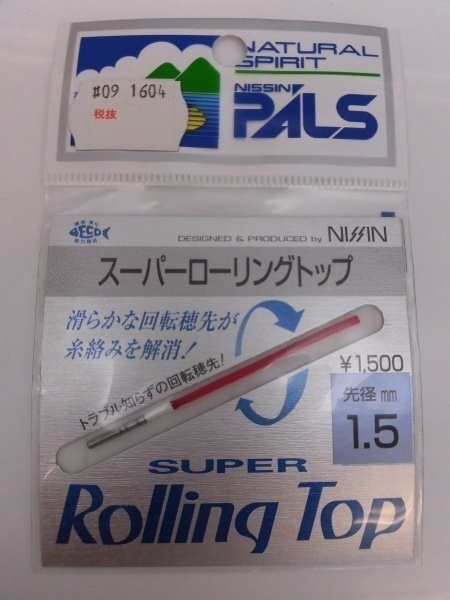 NATURAL
SPIRIT
#09 1604
税抜
NISSIN
PALS
ECO
DESIGNED & PRODUCED by NISSIN
スーパーローリングトップ
滑らかな回転穂先が
糸絡みを解消!
トラブル知らずの回転穂先!
¥1,500
先径 mm
1.5
SUPER
Rolling Top